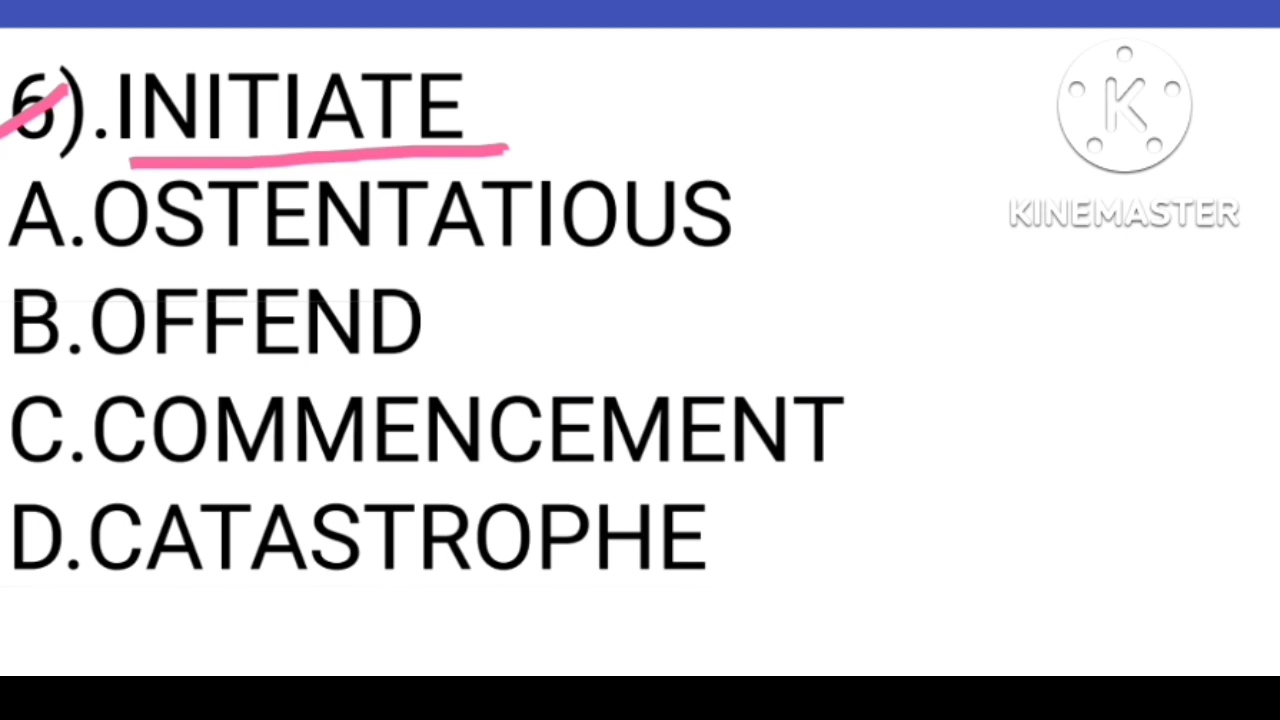 6).INITIATE
A.OSTENTATIOUS
B.OFFEND
C.COMMENCEMENT
D.CATASTROPHE
K
KINEMASTER